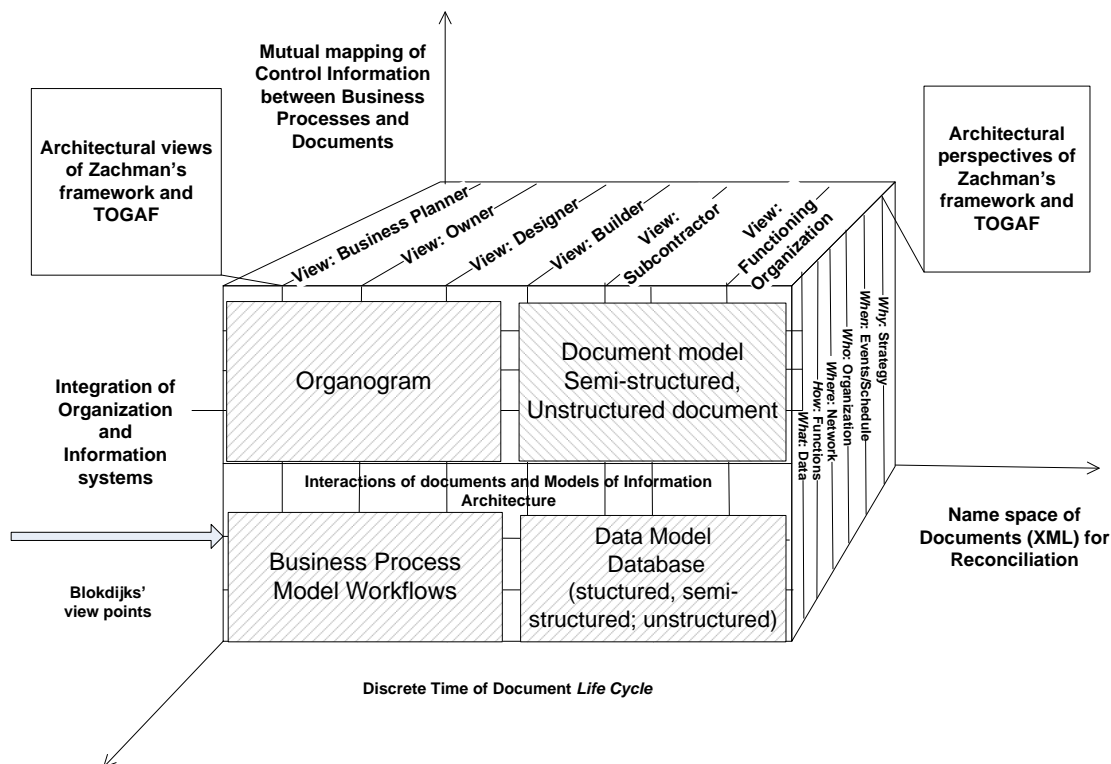 Mutual mapping of
Control Information
between Business
Processes and
Documents
Architectural views
of Zachman's
framework and
TOGAF
Architectural
perspectives of
Zachman's
framework and
TOGAF
View: Business Planner
View: Owner
View: Designer
View: Builder
View:
Subcontractor
View:
Functioning
Organization
Why: Strategy
When: Events/Schedule
Who: Organization
Where: Network
How: Functions
What: Data
Organogram
Document model
Semi-structured,
Unstructured document
Integration of
Organization
and
Information
systems
Interactions of documents and Models of Information
Architecture
Business Process
Model Workflows
Data Model
Database
(stuctured, semi-
structured; unstructured)
Name space of
Documents (XML) for
Reconciliation
Blokdijks'
view points
Discrete Time of Document Life Cycle